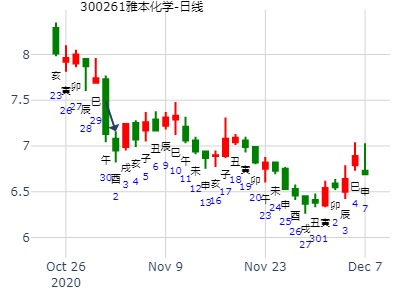 300261雅本化学-日线
8
7.5
7
6.5
6
亥
23
寅
26
卯
27
辰
28
巳
29
午
30
酉
2
戌
3
亥
4
子
5
丑
6
辰
9
巳
10
午
11
未
12
申
13
亥
16
子
17
丑
18
寅
19
卯
20
午
23
未
24
申
25
酉
26
戌
27
丑
30
寅
1
卯
2
辰
3
巳
4
申
7
Oct 26
2020
Nov 9
Nov 23
Dec 7